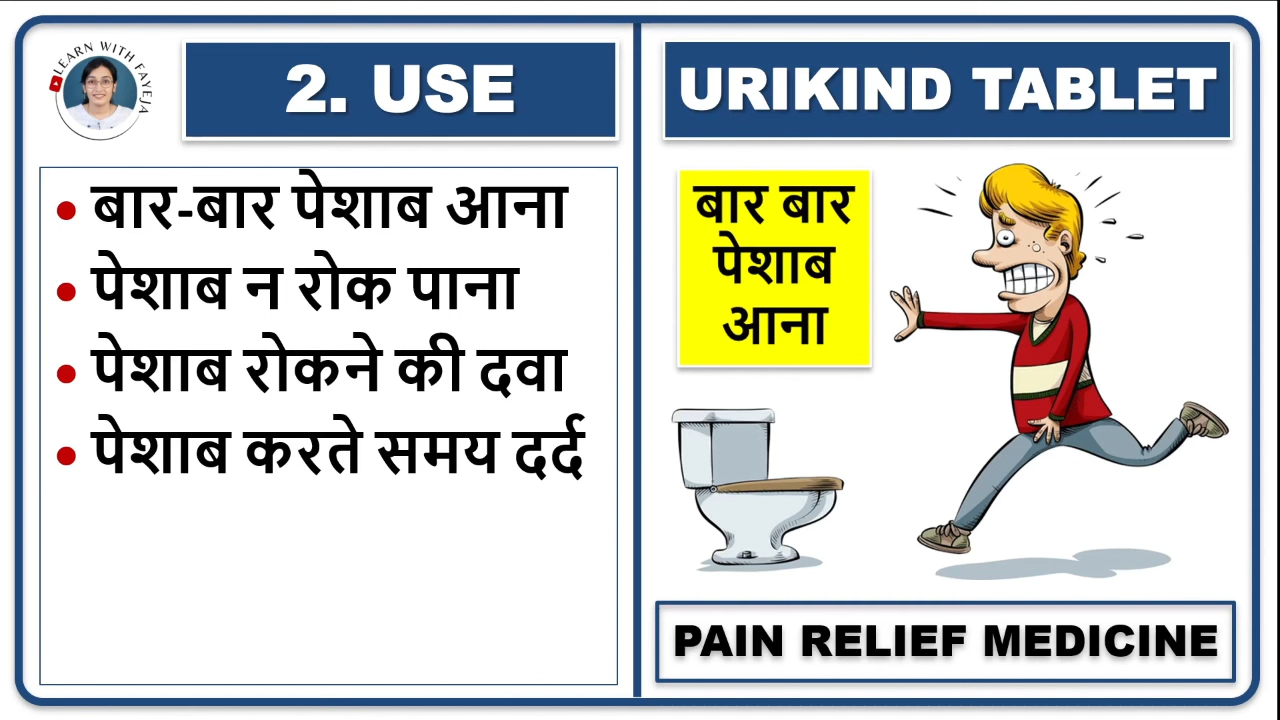 LEARN WITH FAYEJA
2. USE
• बार-बार पेशाब आना
• पेशाब न रोक पाना
• पेशाब रोकने की दवा
• पेशाब करते समय दर्द
URIKIND TABLET
बार बार
पेशाब
आना
PAIN RELIEF MEDICINE